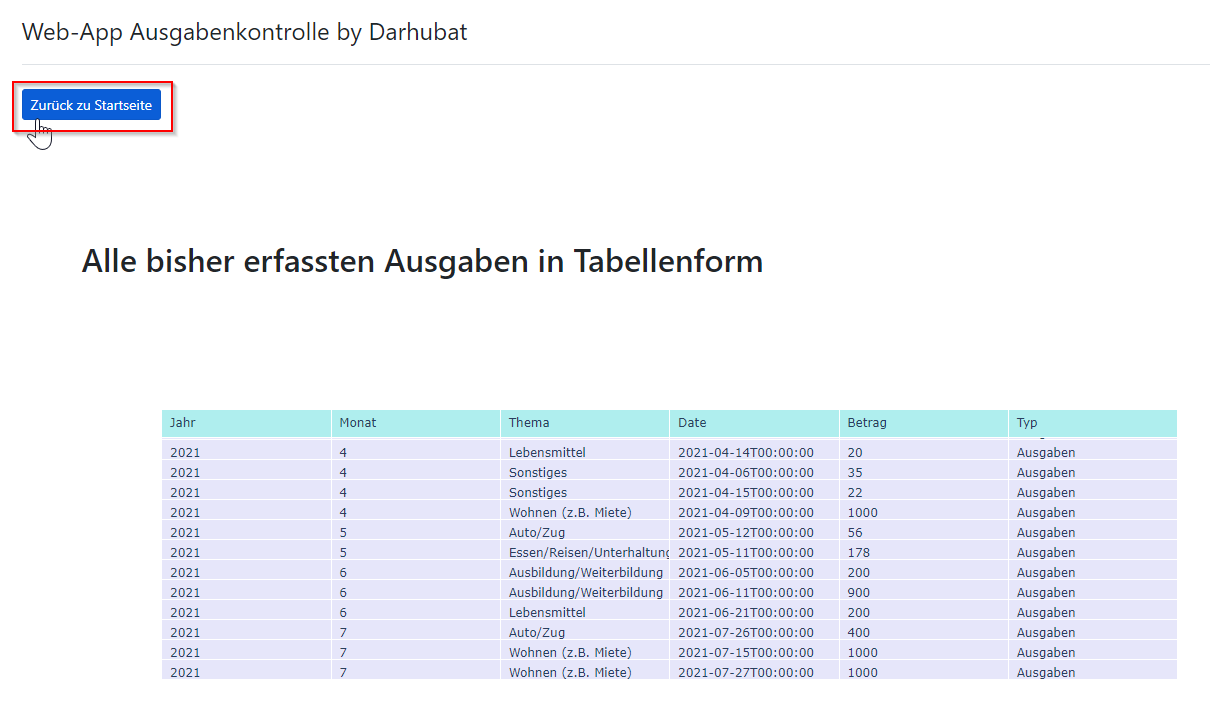 Web-App Ausgabenkontrolle by Darhubat
Zurück zu Startseite
Alle bisher erfassten Ausgaben in Tabellenform
Jahr Monat Thema Date Betrag Typ
2021 4 Lebensmittel 2021-04-14T00:00:00 20 Ausgaben
2021 4 Sonstiges 2021-04-06T00:00:00 35 Ausgaben
2021 4 Sonstiges 2021-04-15T00:00:00 22 Ausgaben
2021 4 Wohnen (z.B. Miete) 2021-04-09T00:00:00 1000 Ausgaben
2021 5 Auto/Zug 2021-05-12T00:00:00 56 Ausgaben
2021 5 Essen/Reisen/Unterhaltung 2021-05-11T00:00:00 178 Ausgaben
2021 6 Ausbildung/Weiterbildung 2021-06-05T00:00:00 200 Ausgaben
2021 6 Ausbildung/Weiterbildung 2021-06-11T00:00:00 900 Ausgaben
2021 6 Lebensmittel 2021-06-21T00:00:00 200 Ausgaben
2021 7 Auto/Zug 2021-07-26T00:00:00 400 Ausgaben
2021 7 Wohnen (z.B. Miete) 2021-07-15T00:00:00 1000 Ausgaben
2021 7 Wohnen (z.B. Miete) 2021-07-27T00:00:00 1000 Ausgaben